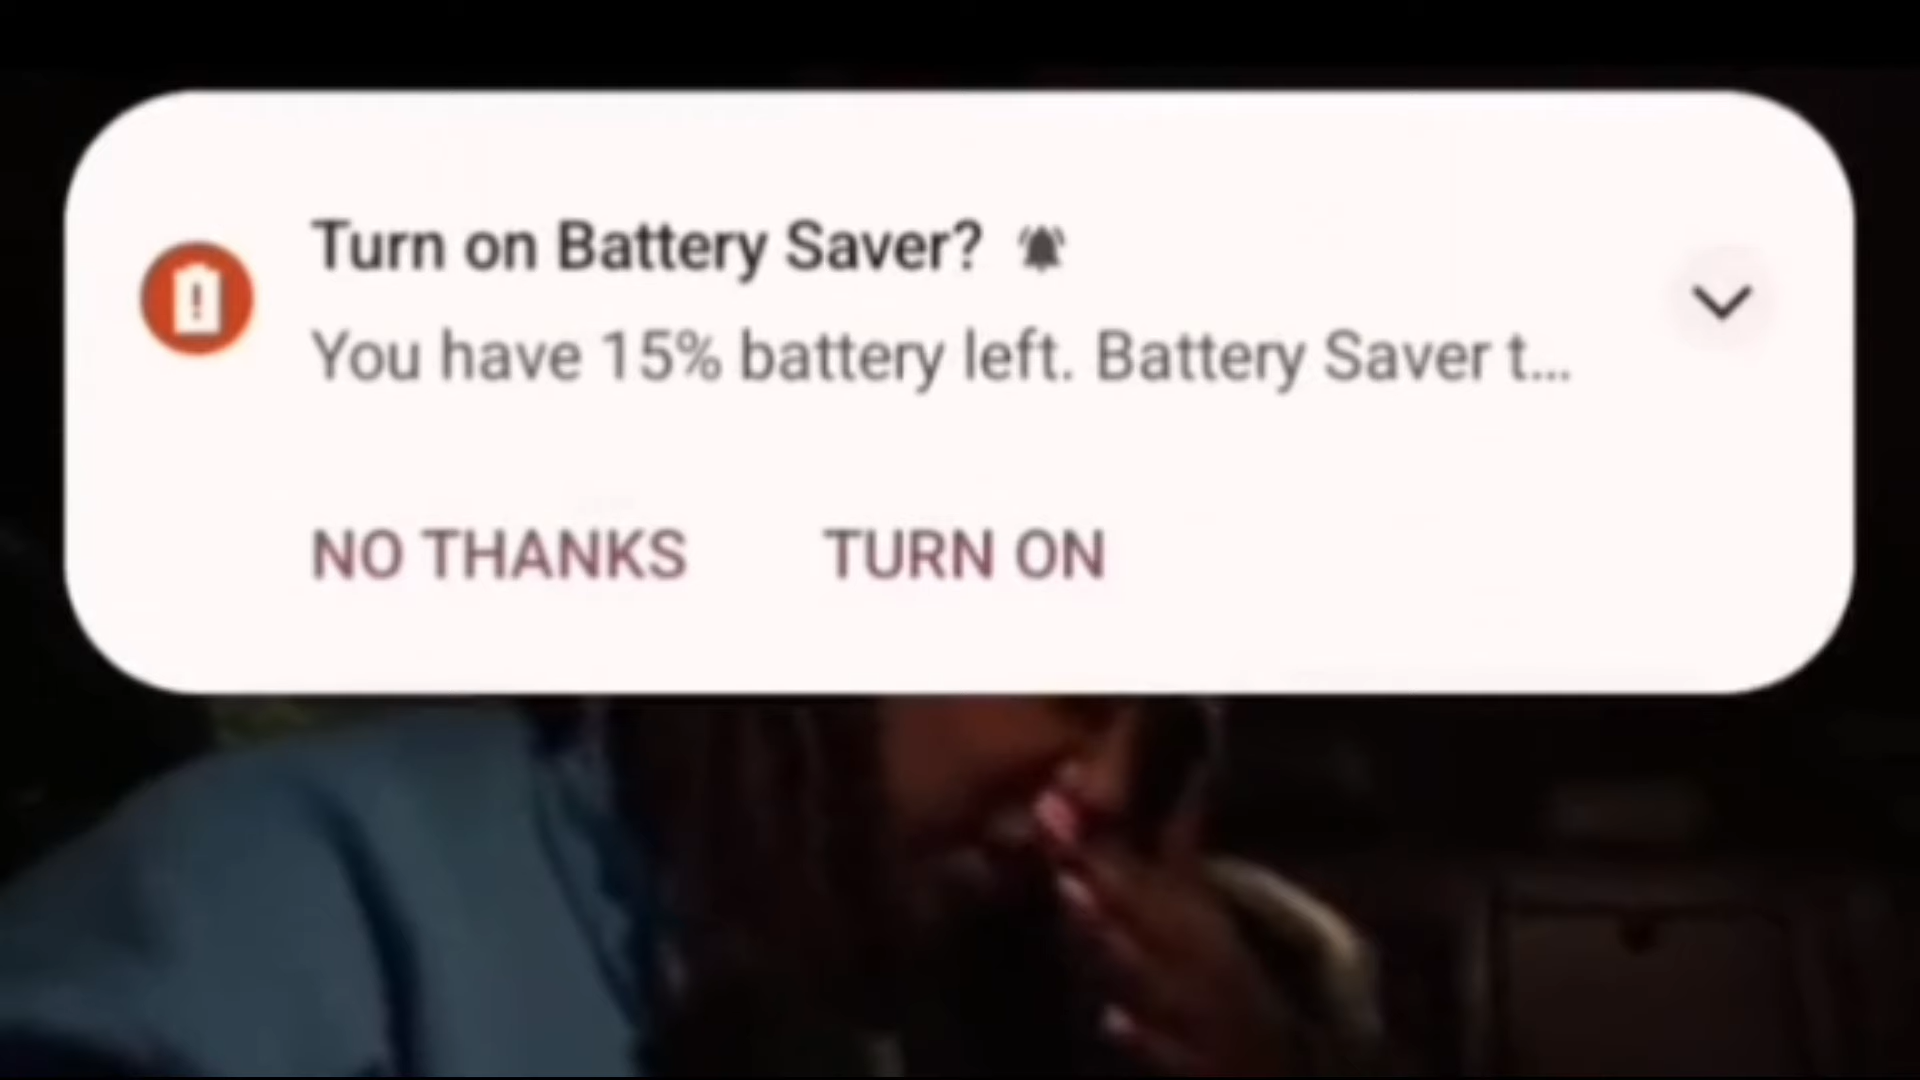 Turn on Battery Saver?
You have 15% battery left. Battery Saver t...
NO THANKS TURN ON